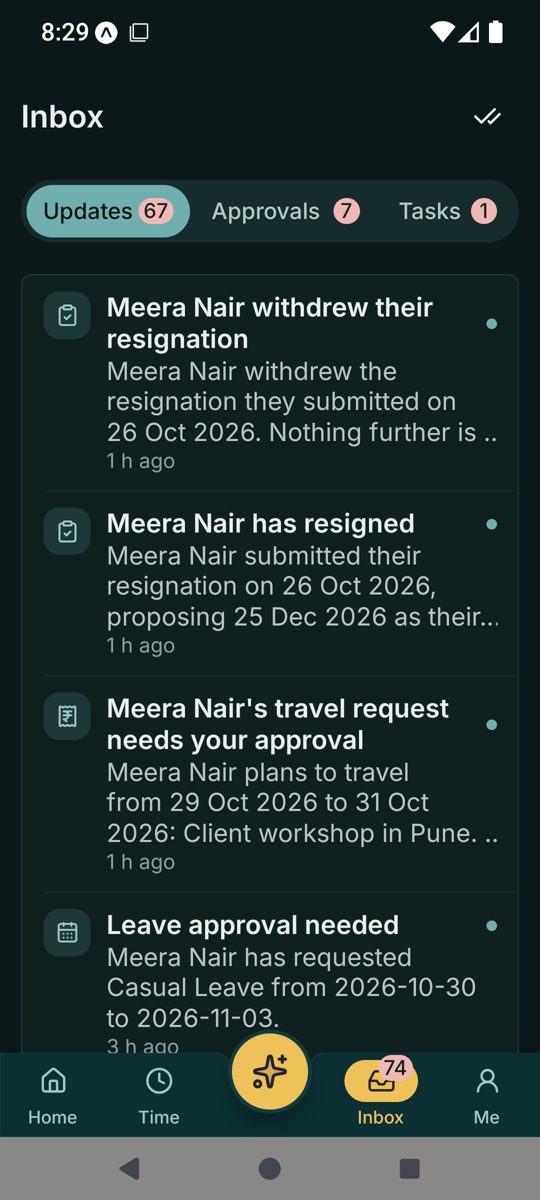 8:29
Inbox
Updates 67 Approvals 7 Tasks 1
Meera Nair withdrew their
resignation
Meera Nair withdrew the
resignation they submitted on
26 Oct 2026. Nothing further is ..
1 h ago
Meera Nair has resigned
Meera Nair submitted their
resignation on 26 Oct 2026,
proposing 25 Dec 2026 as their...
1 h ago
Meera Nair's travel request
needs your approval
Meera Nair plans to travel
from 29 Oct 2026 to 31 Oct
2026: Client workshop in Pune. ..
1 h ago
Leave approval needed
Meera Nair has requested
Casual Leave from 2026-10-30
to 2026-11-03.
3 h ago
74
Home Time Inbox Me